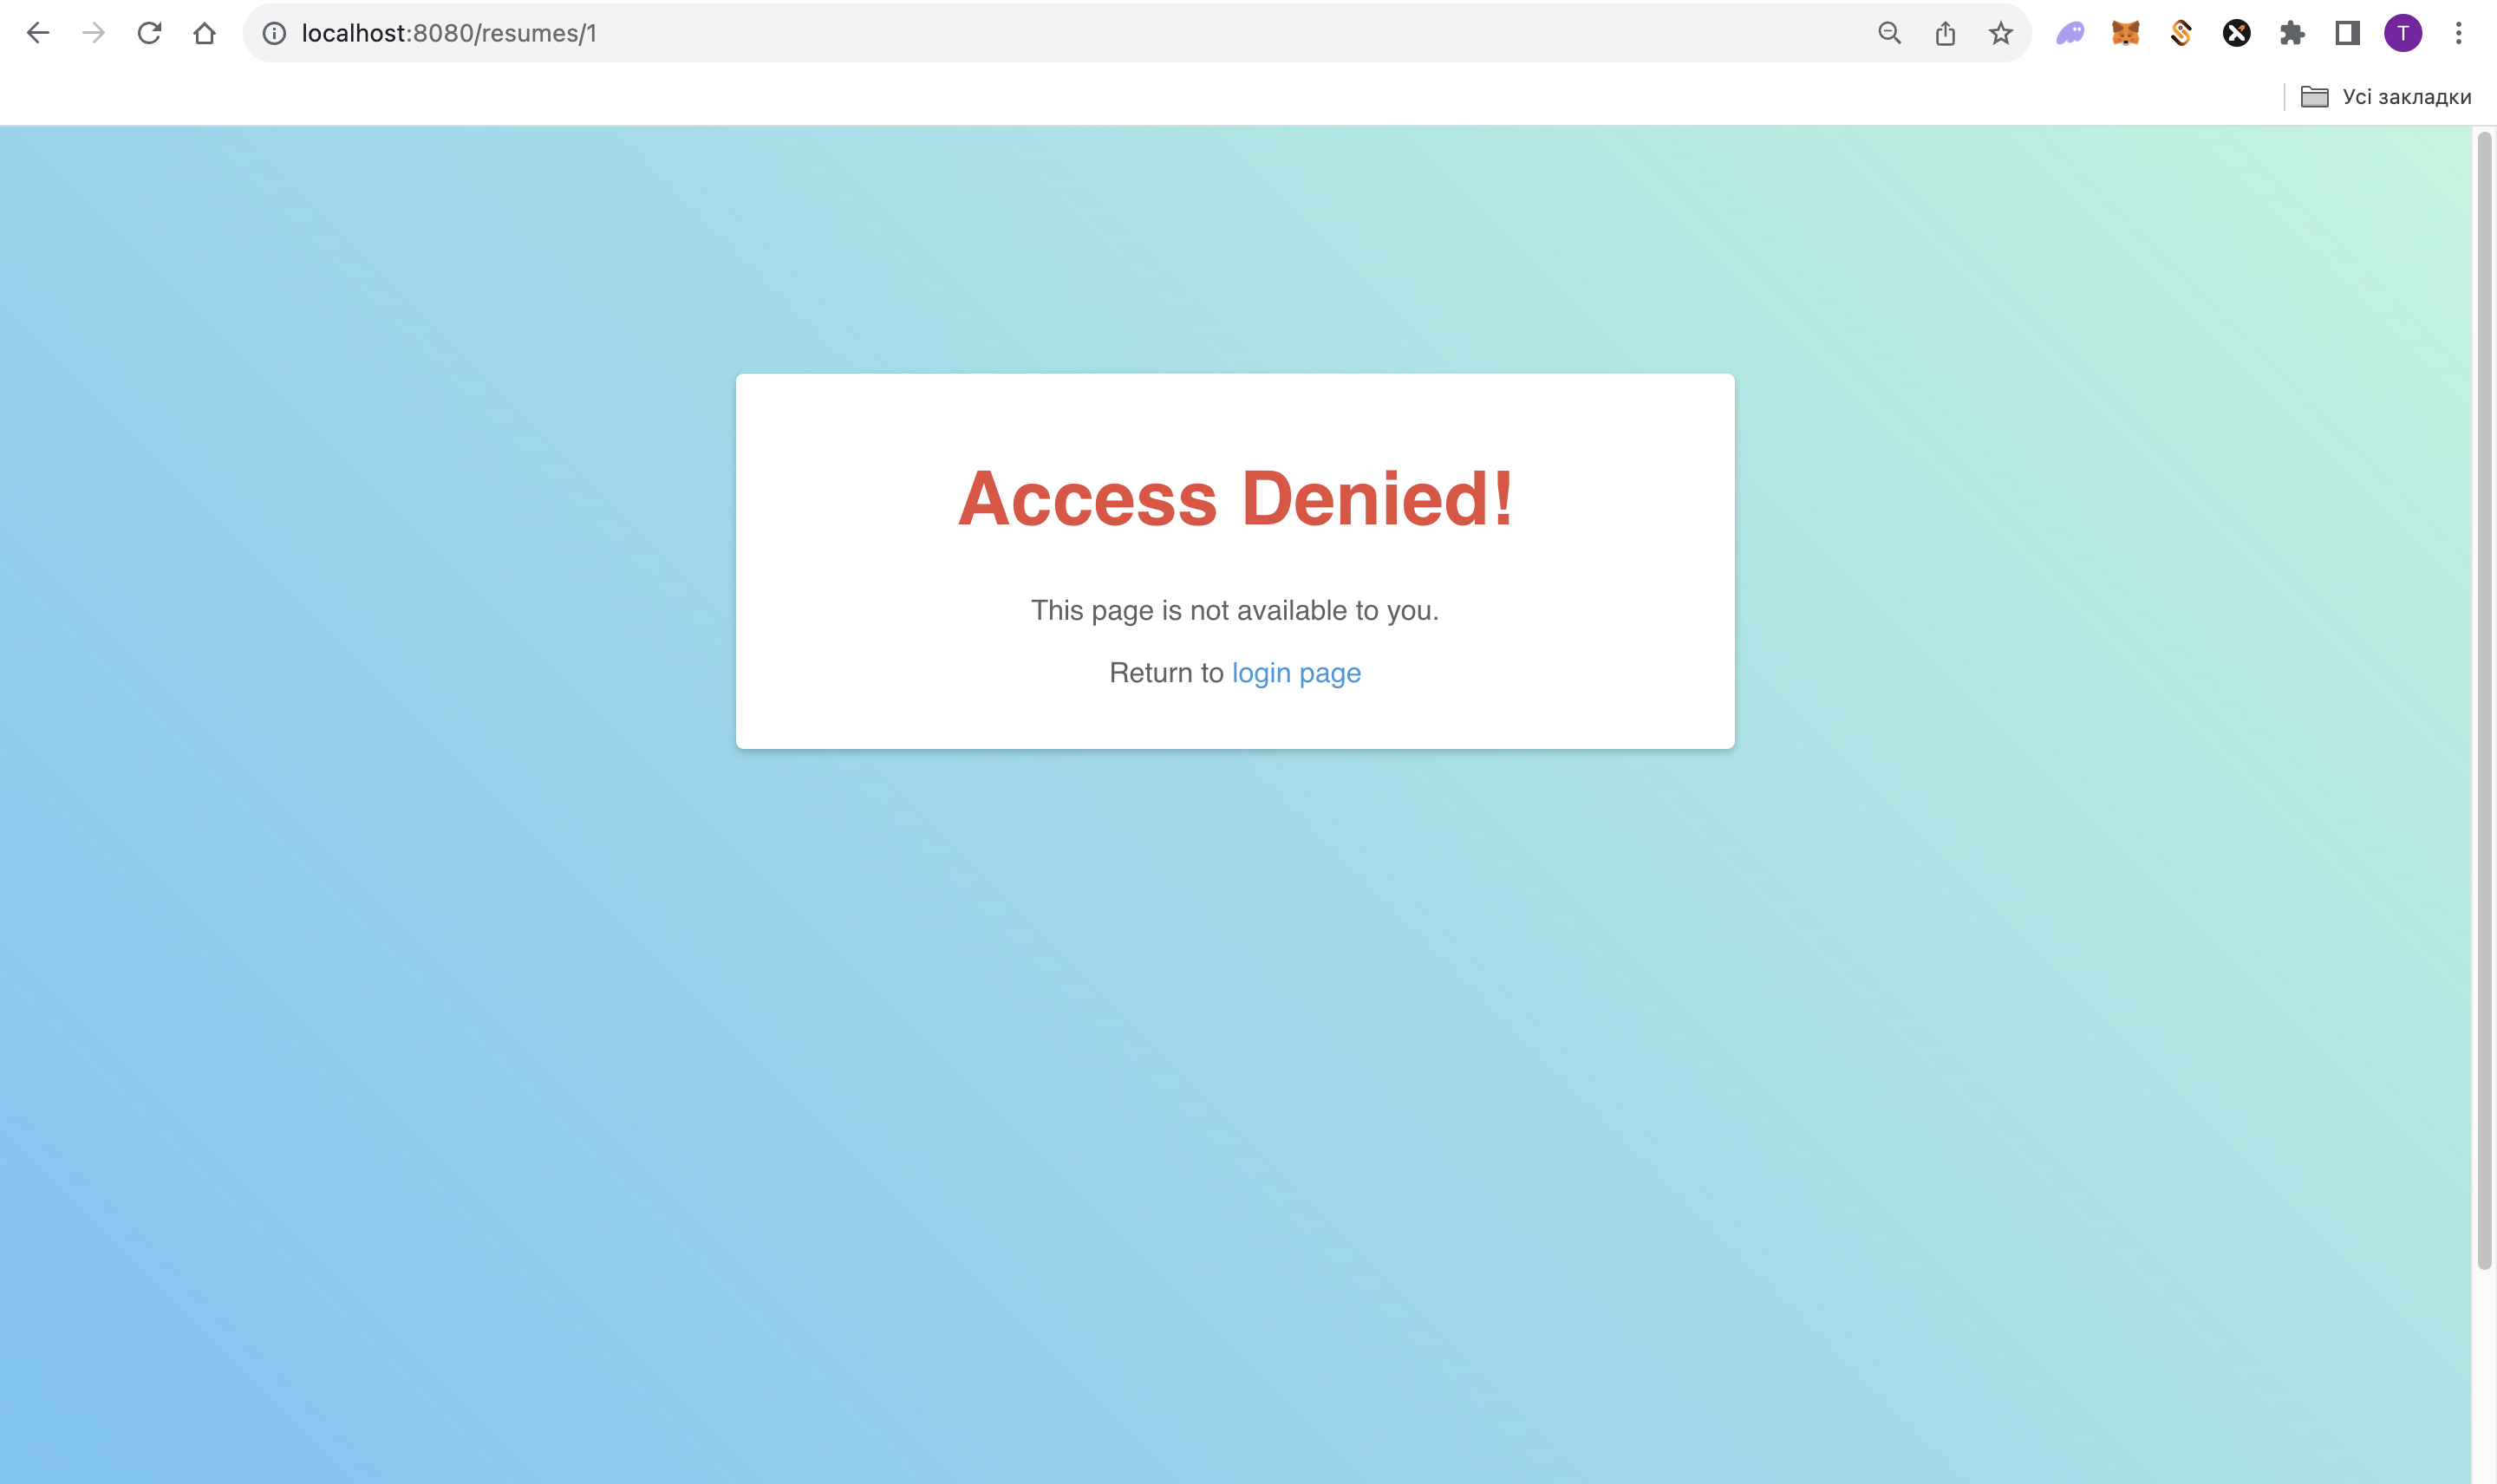 localhost:8080/resumes/1
T
Усі закладки
Access Denied!
This page is not available to you.
Return to login page